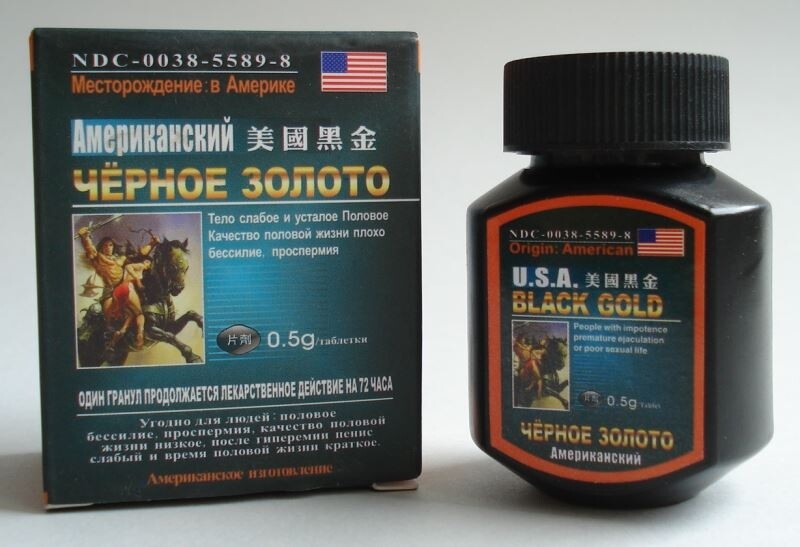 NDC-0038-5589-8
Месторождение: в Америке
Американский 美國黑金
ЧЁРНОЕ ЗОЛОТО
Тело слабое и усталое Половое
Качество половой жизни плохо
бессилие, проспермия
片劑 0.5g/таблетки
ОДИН ГРАНУЛ ПРОДОЛЖАЕТСЯ ЛЕКАРСТВЕННОЕ ДЕЙСТВИЕ НА 72 ЧАСА
Угодно для людей: половое
бессилие, проспермия, качество половой
жизни низкое, после гиперемии пенис
слабый и время половой жизни краткое.
Американское изготовление
NDC-0038-5589-8
Origin: American
U.S.A. 美國黑金
BLACK GOLD
People with impotence
premature ejaculation
or poor sexual life
片劑 0.5g/Tablet
ЧЁРНОЕ ЗОЛОТО
Американский